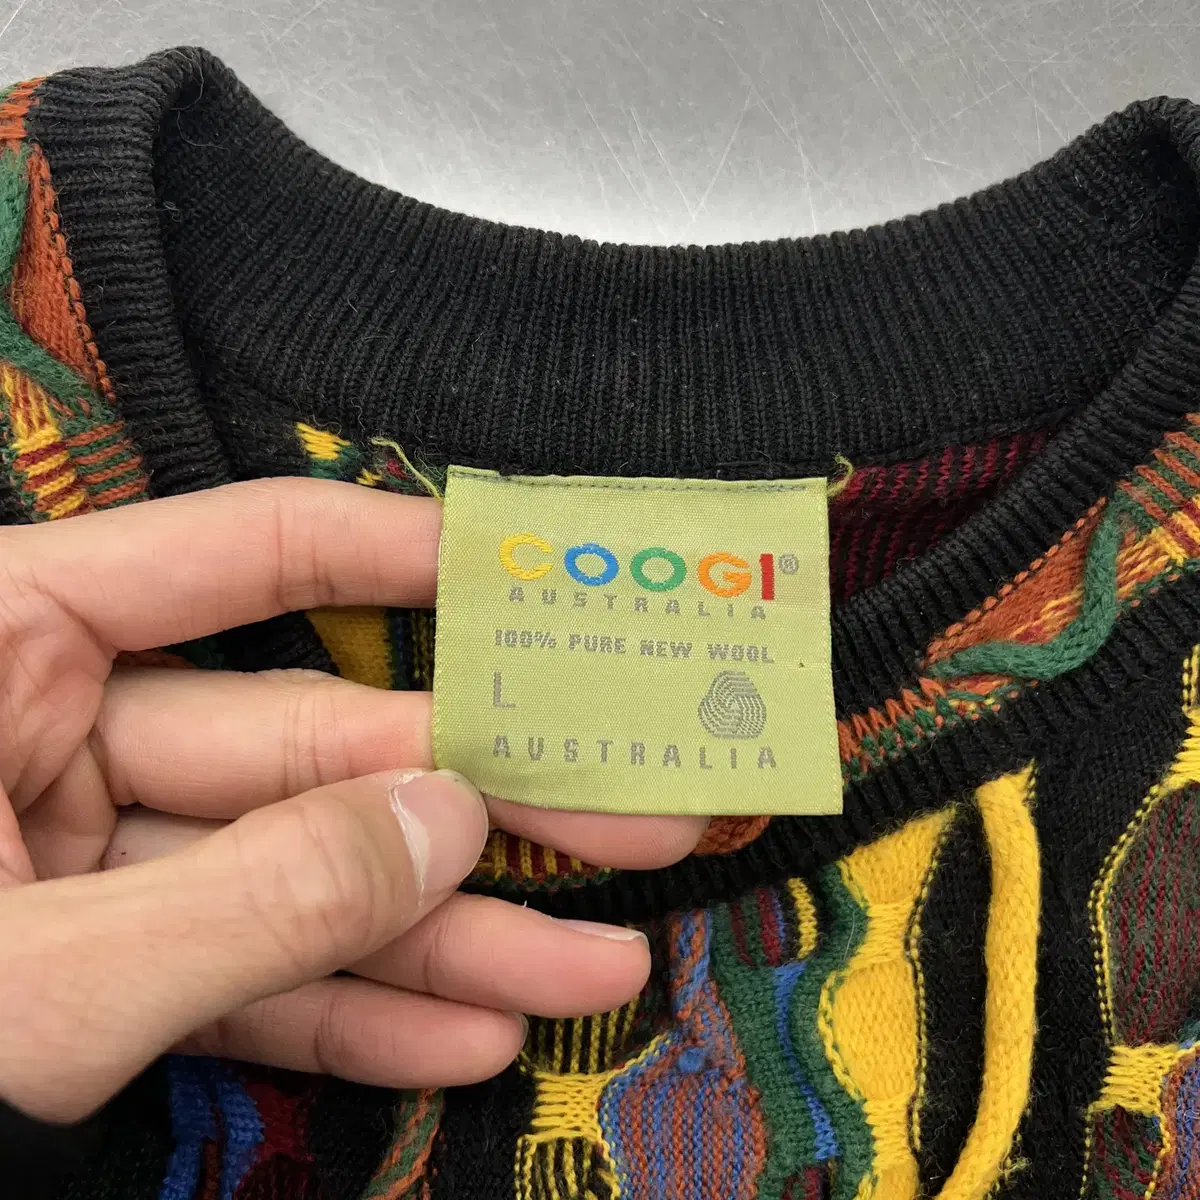 COOGI®
AUSTRALIA
100% PURE NEW WOOL
L
AUSTRALIA